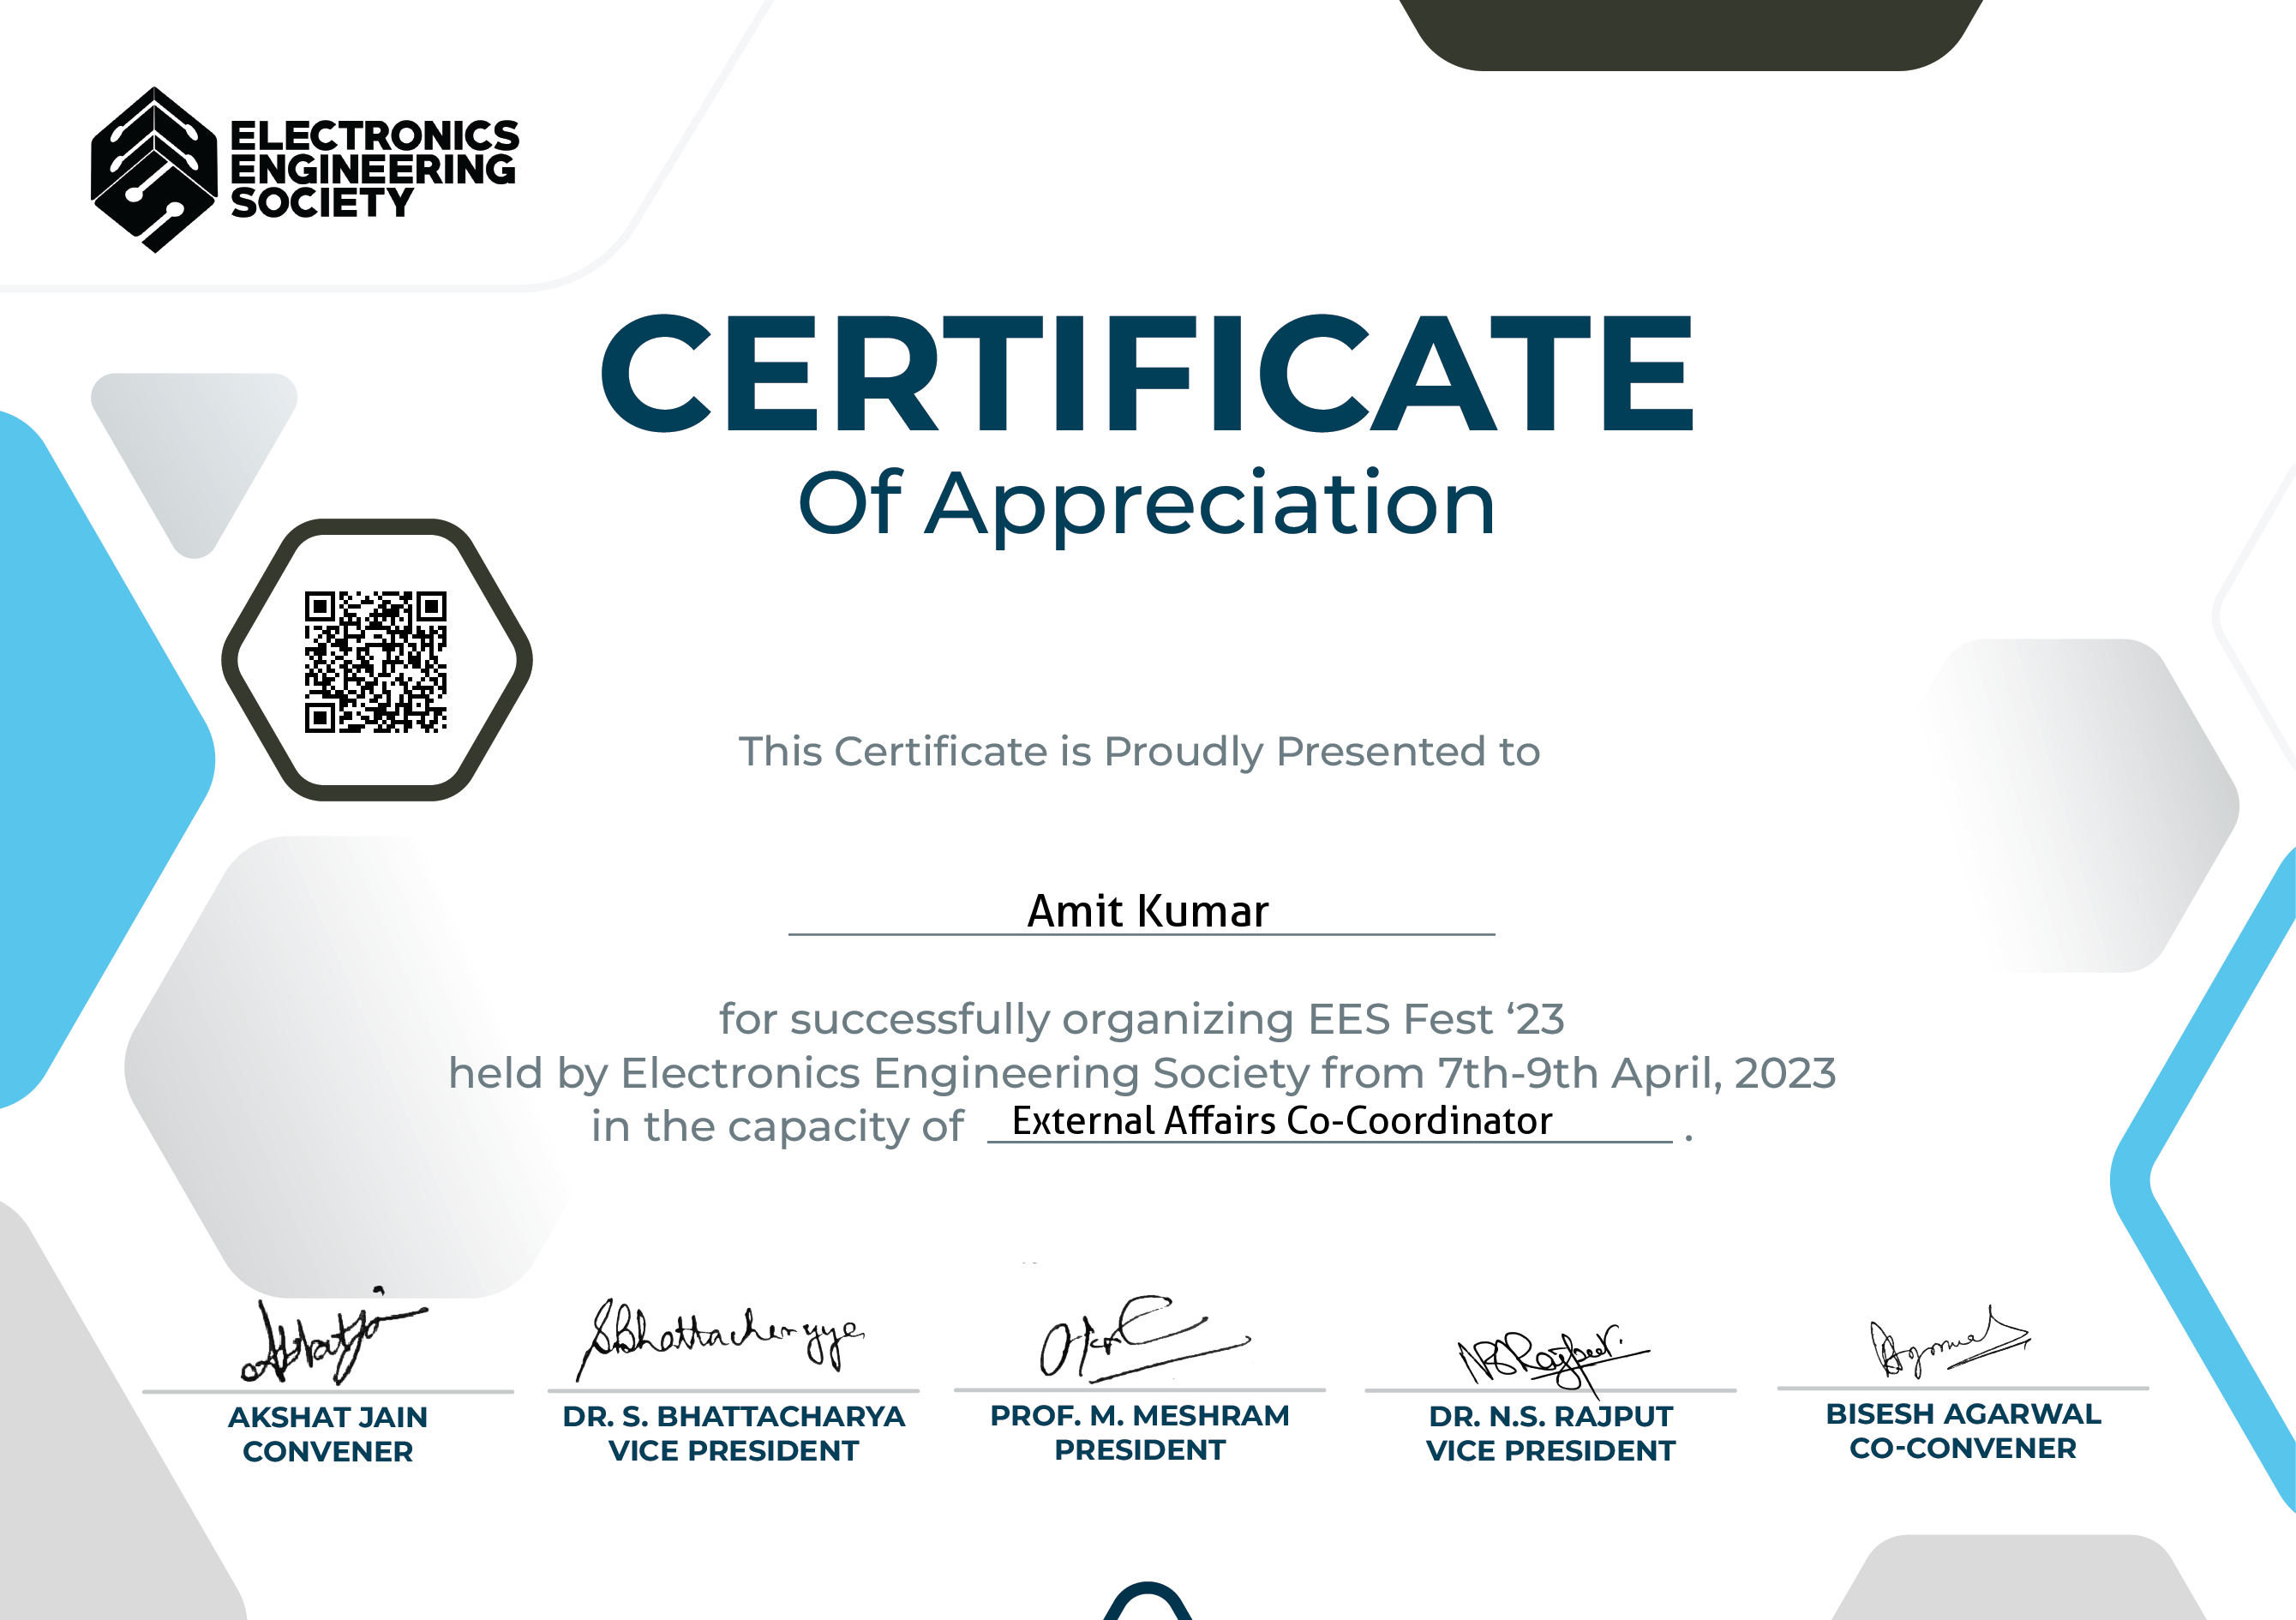 ELECTRONICS
ENGINEERING
SOCIETY
CERTIFICATE
Of Appreciation
This Certificate is Proudly Presented to
Amit Kumar
for successfully organizing EES Fest ‘23
held by Electronics Engineering Society from 7th-9th April, 2023
in the capacity of External Affairs Co-Coordinator .
AKSHAT JAIN
CONVENER
DR. S. BHATTACHARYA
VICE PRESIDENT
PROF. M. MESHRAM
PRESIDENT
DR. N.S. RAJPUT
VICE PRESIDENT
BISESH AGARWAL
CO-CONVENER